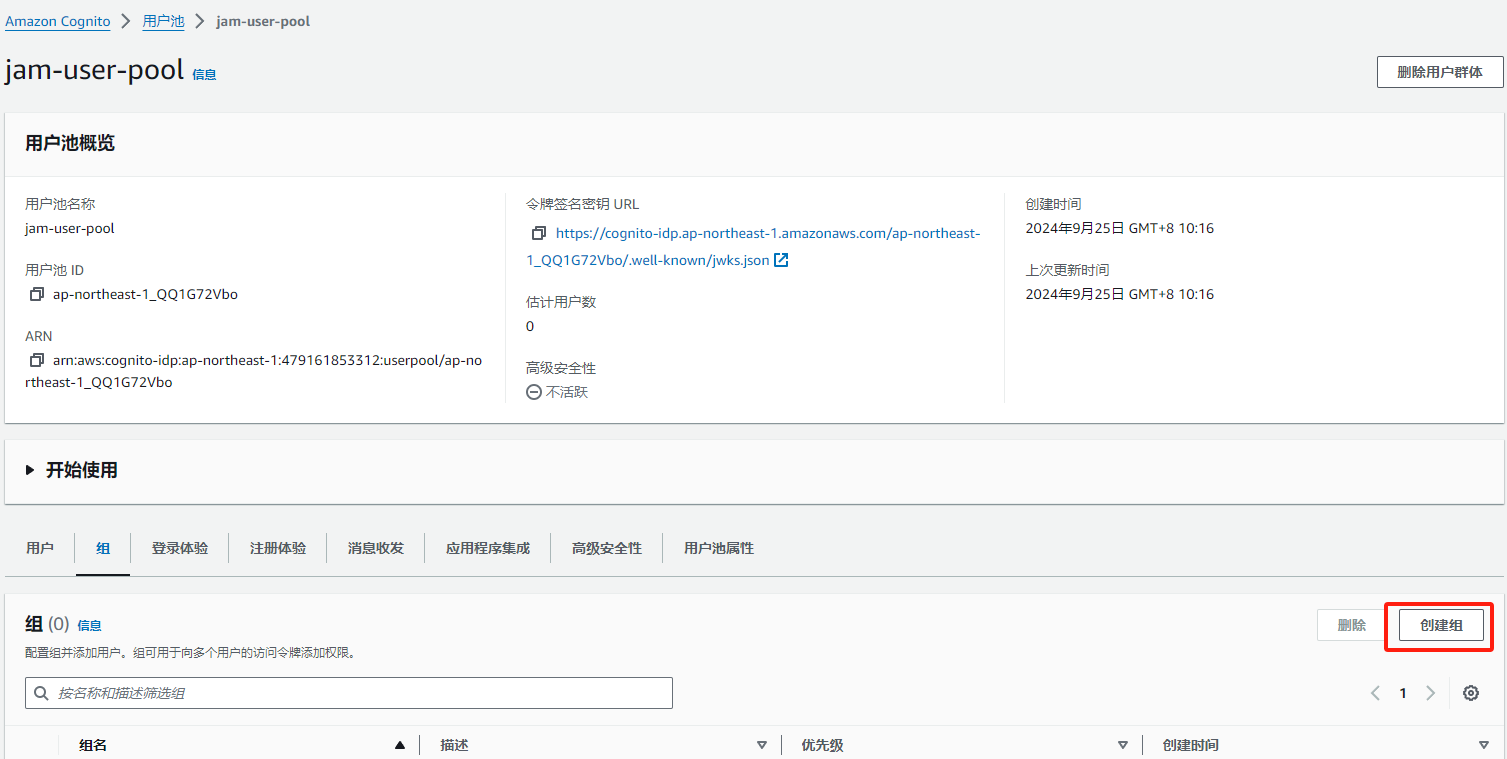 Amazon Cognito > 用户池 > jam-user-pool
jam-user-pool 信息
删除用户群体
用户池概览
用户池名称
jam-user-pool
用户池 ID
ap-northeast-1_QQ1G72Vbo
ARN
arn:aws:cognito-idp:ap-northeast-1:479161853312:userpool/ap-no
rtheast-1_QQ1G72Vbo
令牌签名密钥 URL
https://cognito-idp.ap-northeast-1.amazonaws.com/ap-northeast-
1_QQ1G72Vbo/.well-known/jwks.json
估计用户数
0
高级安全性
不活跃
创建时间
2024年9月25日 GMT+8 10:16
上次更新时间
2024年9月25日 GMT+8 10:16
开始使用
用户 组 登录体验 注册体验 消息收发 应用程序集成 高级安全性 用户池属性
组 (0) 信息
删除 创建组
配置组并添加用户。组可用于向多个用户的访问令牌添加权限。
按名称和描述筛选组
1
组名 描述 优先级 创建时间